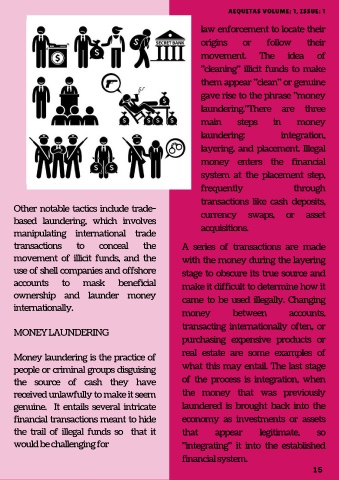 AEQUITAS VOLUME: 7, ISSUE: 1
SECRET BANK
Other notable tactics include trade-
based laundering, which involves
manipulating international trade
transactions to conceal the
movement of illicit funds, and the
use of shell companies and offshore
accounts to mask beneficial
ownership and launder money
internationally.
MONEY LAUNDERING
Money laundering is the practice of
people or criminal groups disguising
the source of cash they have
received unlawfully to make it seem
genuine. It entails several intricate
financial transactions meant to hide
the trail of illegal funds so that it
would be challenging for
law enforcement to locate their
origins or follow their
movement. The idea of
"cleaning" illicit funds to make
them appear "clean" or genuine
gave rise to the phrase "money
laundering."There are three
main steps in money
laundering: integration,
layering, and placement. Illegal
money enters the financial
system at the placement step,
frequently through
transactions like cash deposits,
currency swaps, or asset
acquisitions.
A series of transactions are made
with the money during the layering
stage to obscure its true source and
make it difficult to determine how it
came to be used illegally. Changing
money between accounts,
transacting internationally often, or
purchasing expensive products or
real estate are some examples of
what this may entail. The last stage
of the process is integration, when
the money that was previously
laundered is brought back into the
economy as investments or assets
that appear legitimate, so
"integrating" it into the established
financial system.
15